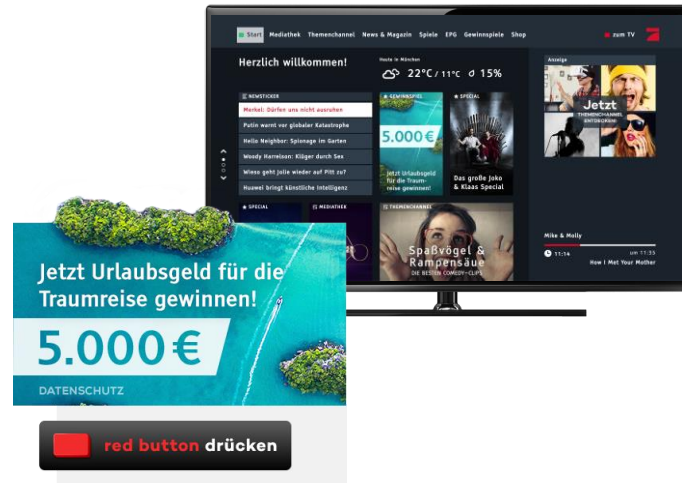 Start Mediathek Themenchannel News & Magazin Spiele EPG Gewinnspiele Shop
zum TV
Herzlich willkommen!
Heute in München
22°C / 11°C 15%
Anzeige
Jetzt
THEMENCHANNEL
ENTDECKEN!
NEWSTICKER
Merkel: Dürfen uns nicht ausruhen
Putin warnt vor globaler Katastrophe
Hello Neighbor: Spionage im Garten
Woody Harrelson: Klüger durch Sex
Wieso geht Jolie wieder auf Pitt zu?
Huawei bringt künstliche Intelligenz
GEWINNSPIEL
5.000 €
Jetzt Urlaubsgeld
für die Traum-
reise gewinnen!
SPECIAL
Das große Joko
& Klaas Special
SPECIAL
MEDIATHEK
THEMENCHANNEL
Spaßvögel &
Rampensäue
DIE BESTEN COMEDY-CLIPS
Mike & Molly
11:14
um 11:35
How I Met Your Mother
Jetzt Urlaubsgeld für die
Traumreise gewinnen!
5.000 €
DATENSCHUTZ
red button drücken